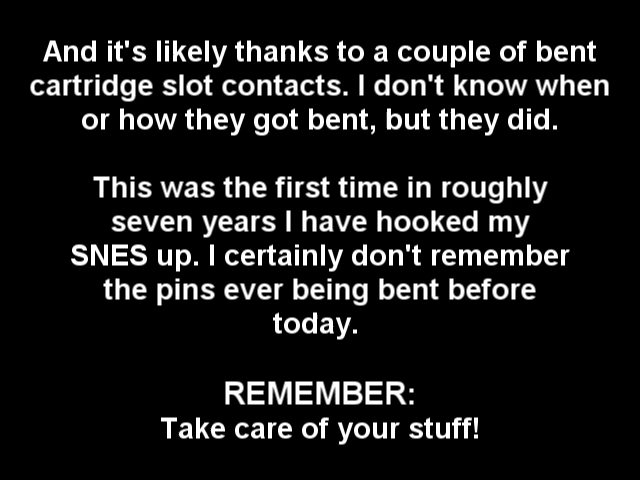 And it's likely thanks to a couple of bent
cartridge slot contacts. I don't know when
or how they got bent, but they did.
This was the first time in roughly
seven years I have hooked my
SNES up. I certainly don't remember
the pins ever being bent before
today.
REMEMBER:
Take care of your stuff!